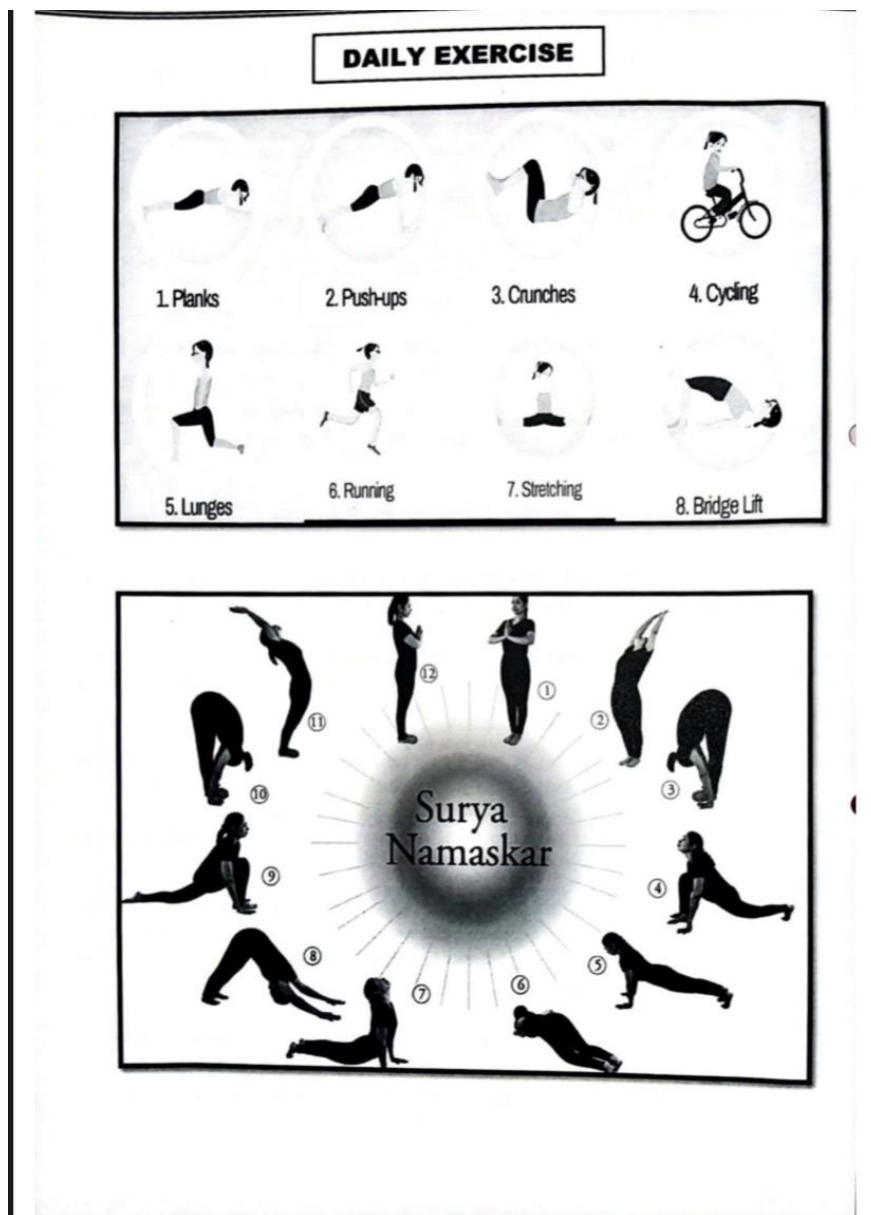 DAILY EXERCISE
1. Planks
2. Push-ups
3. Crunches
4. Cycling
5. Lunges
6. Running
7. Stretching
8. Bridge Lift
Surya
Namaskar
1
2
3
4
5
6
7
8
9
10
11
12